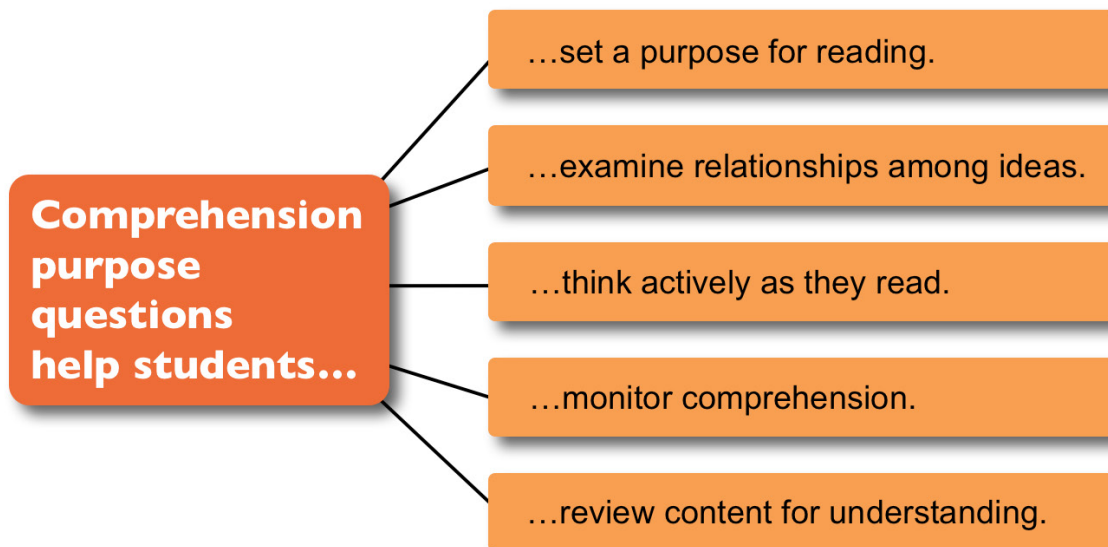 Comprehension
purpose
questions
help students…
…set a purpose for reading.
…examine relationships among ideas.
…think actively as they read.
…monitor comprehension.
…review content for understanding.